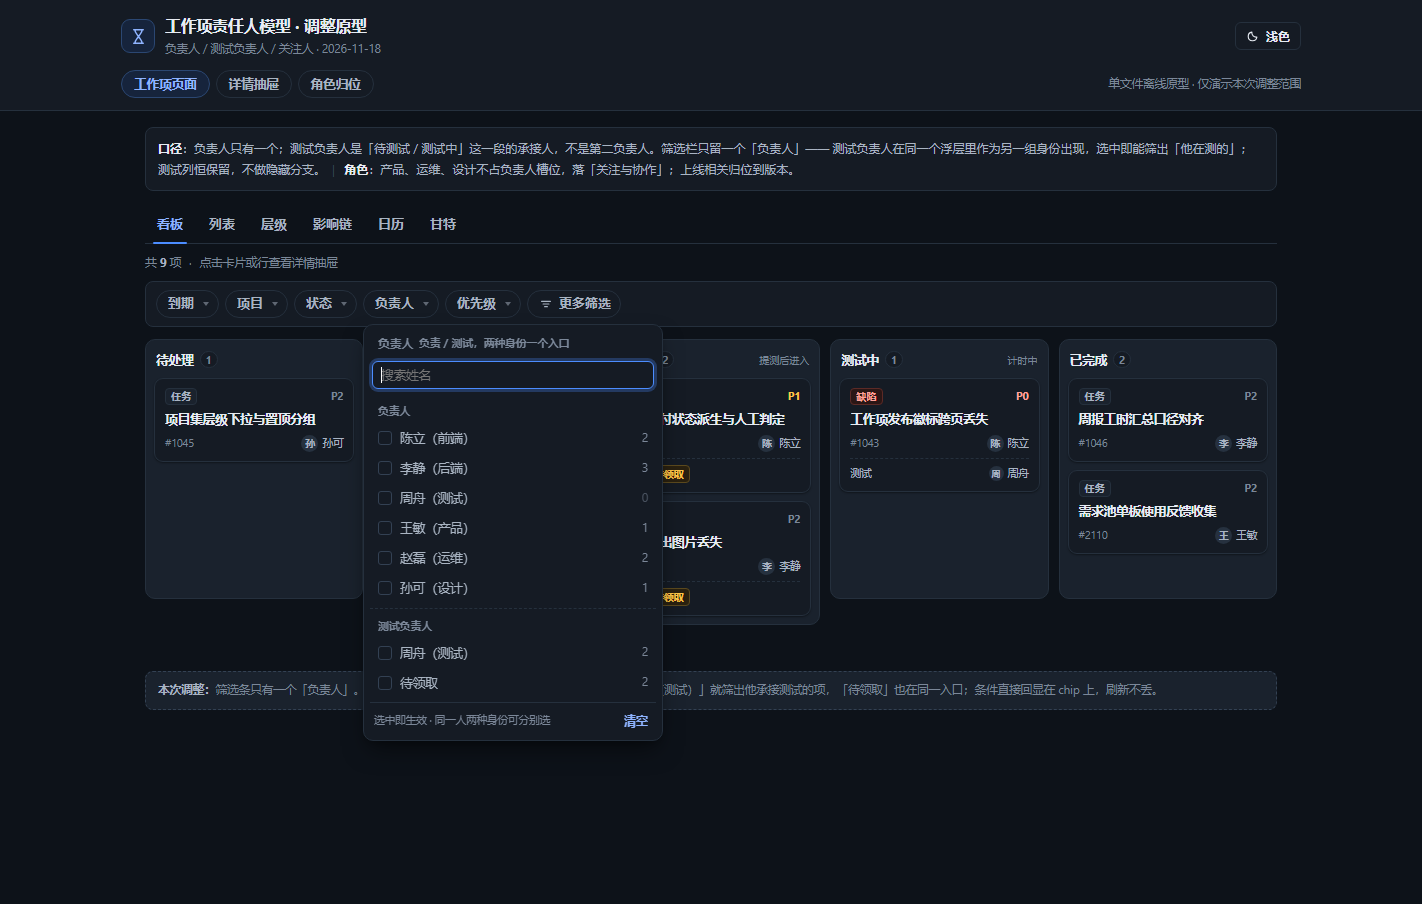 工作项责任人模型 · 调整原型
负责人 / 测试负责人 / 关注人 · 2026-11-18
浅色
工作项页面
详情抽屉
角色归位
单文件离线原型 · 仅演示本次调整范围
口径：负责人只有一个；测试负责人是「待测试 / 测试中」这一段的承接人，不是第二负责人。筛选栏只留一个「负责人」—— 测试负责人在同一个浮层里作为另一组身份出现，选中即能筛出「他在测的」；
测试列恒保留，不做隐藏分支。 | 角色：产品、运维、设计不占负责人槽位，落「关注与协作」；上线相关归位到版本。
看板
列表
层级
影响链
日历
甘特
共 9 项 · 点击卡片或行查看详情抽屉
到期
项目
状态
负责人
优先级
更多筛选
待处理 1
任务
P2
项目集层级下拉与置顶分组
#1045
孙 孙可
负责人 负责 / 测试，两种身份一个入口
搜索姓名
负责人
陈立（前端） 2
李静（后端） 3
周舟（测试） 0
王敏（产品） 1
赵磊（运维） 2
孙可（设计） 1
测试负责人
周舟（测试） 2
待领取 2
选中即生效 · 同一人两种身份可分别选
清空
2
提测后进入
P1
付状态派生与人工判定
陈 陈立
领取
P2
出图片丢失
李 李静
领取
测试中 1
计时中
缺陷
P0
工作项发布徽标跨页丢失
#1043
陈 陈立
测试
周 周舟
已完成 2
任务
P2
周报工时汇总口径对齐
#1046
李 李静
任务
P2
需求池单板使用反馈收集
#2110
王 王敏
本次调整：筛选条只有一个「负责人」。
测试）」就筛出他承接测试的项，「待领取」也在同一入口；条件直接回显在 chip 上，刷新不丢。